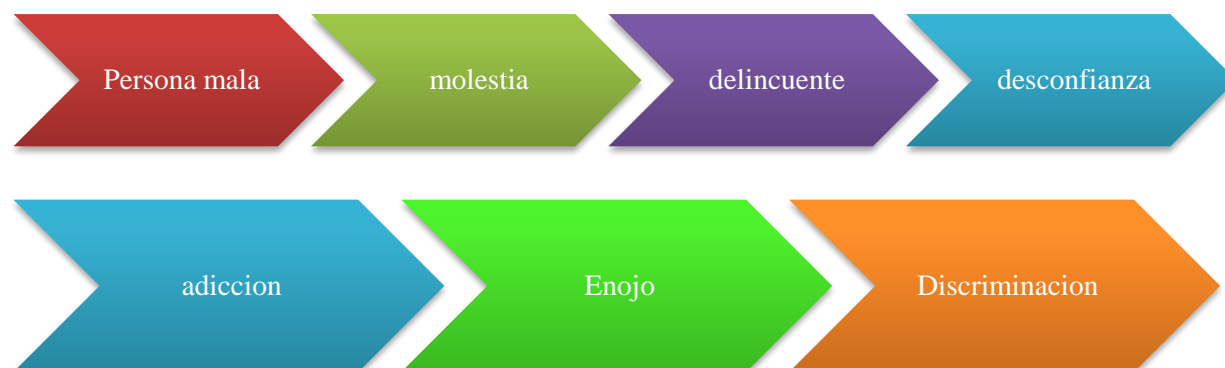 Persona mala
molestia
delincuente
desconfianza
adiccion
Enojo
Discriminacion